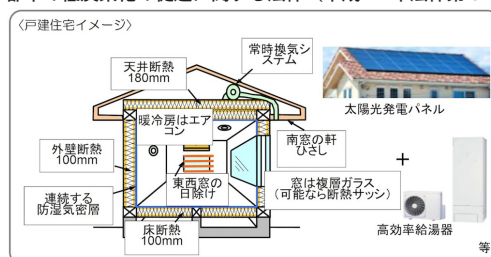 〈戸建住宅イメージ〉
常時換気シ
ステム
天井断熱
180mm
太陽光発電パネル
暖冷房はエア
コン
南窓の軒
ひさし
外壁断熱
100mm
東西窓の
日除け
窓は複層ガラス
（可能なら断熱サッシ）
連続する
防湿気密層
＋
床断熱
100mm
高効率給湯器
等